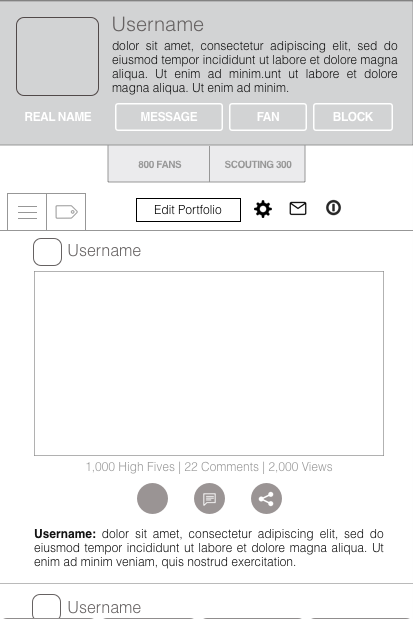 Username
dolor sit amet, consectetur adipiscing elit, sed do
eiusmod tempor incididunt ut labore et dolore magna
aliqua. Ut enim ad minim.unt ut labore et dolore
magna aliqua. Ut enim ad minim.
REAL NAME MESSAGE FAN BLOCK
800 FANS SCOUTING 300
Edit Portfolio
Username
1,000 High Fives | 22 Comments | 2,000 Views
Username: dolor sit amet, consectetur adipiscing elit, sed do
eiusmod tempor incididunt ut labore et dolore magna aliqua. Ut
enim ad minim veniam, quis nostrud exercitation.
Username